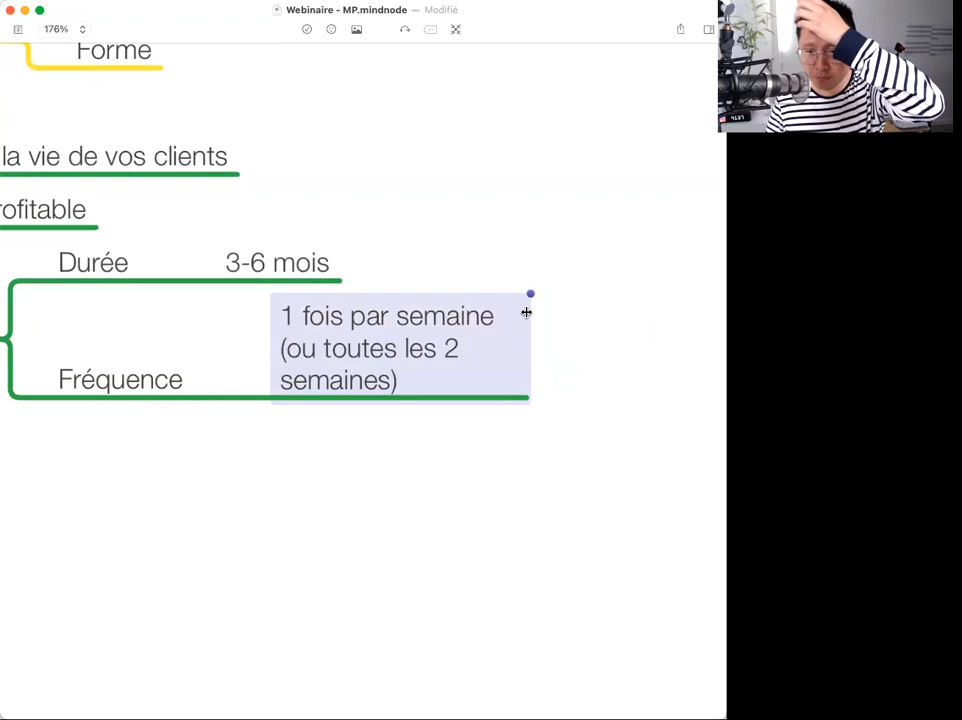 Webinaire - MP.mindnode — Modifié
176%
Forme
la vie de vos clients
rofitable
Durée
3-6 mois
1 fois par semaine
(ou toutes les 2
semaines)
Fréquence